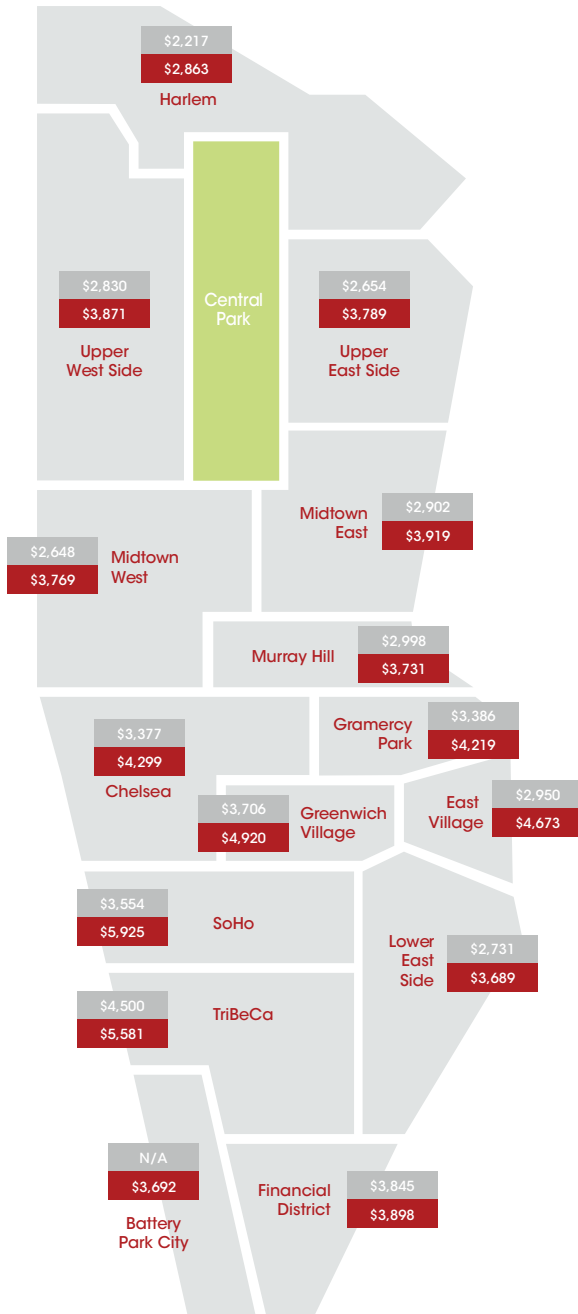 $2,217
$2,863
Harlem
$2,830
$3,871
Upper
West Side
Central
Park
$2,654
$3,789
Upper
East Side
Midtown
East
$2,902
$3,919
$2,648
$3,769
Midtown
West
Murray Hill
$2,998
$3,731
$3,377
$4,299
Chelsea
Gramercy
Park
$3,386
$4,219
$3,706
$4,920
Greenwich
Village
East
Village
$2,950
$4,673
$3,554
$5,925
SoHo
Lower
East
Side
$2,731
$3,689
$4,500
$5,581
TriBeCa
N/A
$3,692
Battery
Park City
Financial
District
$3,845
$3,898